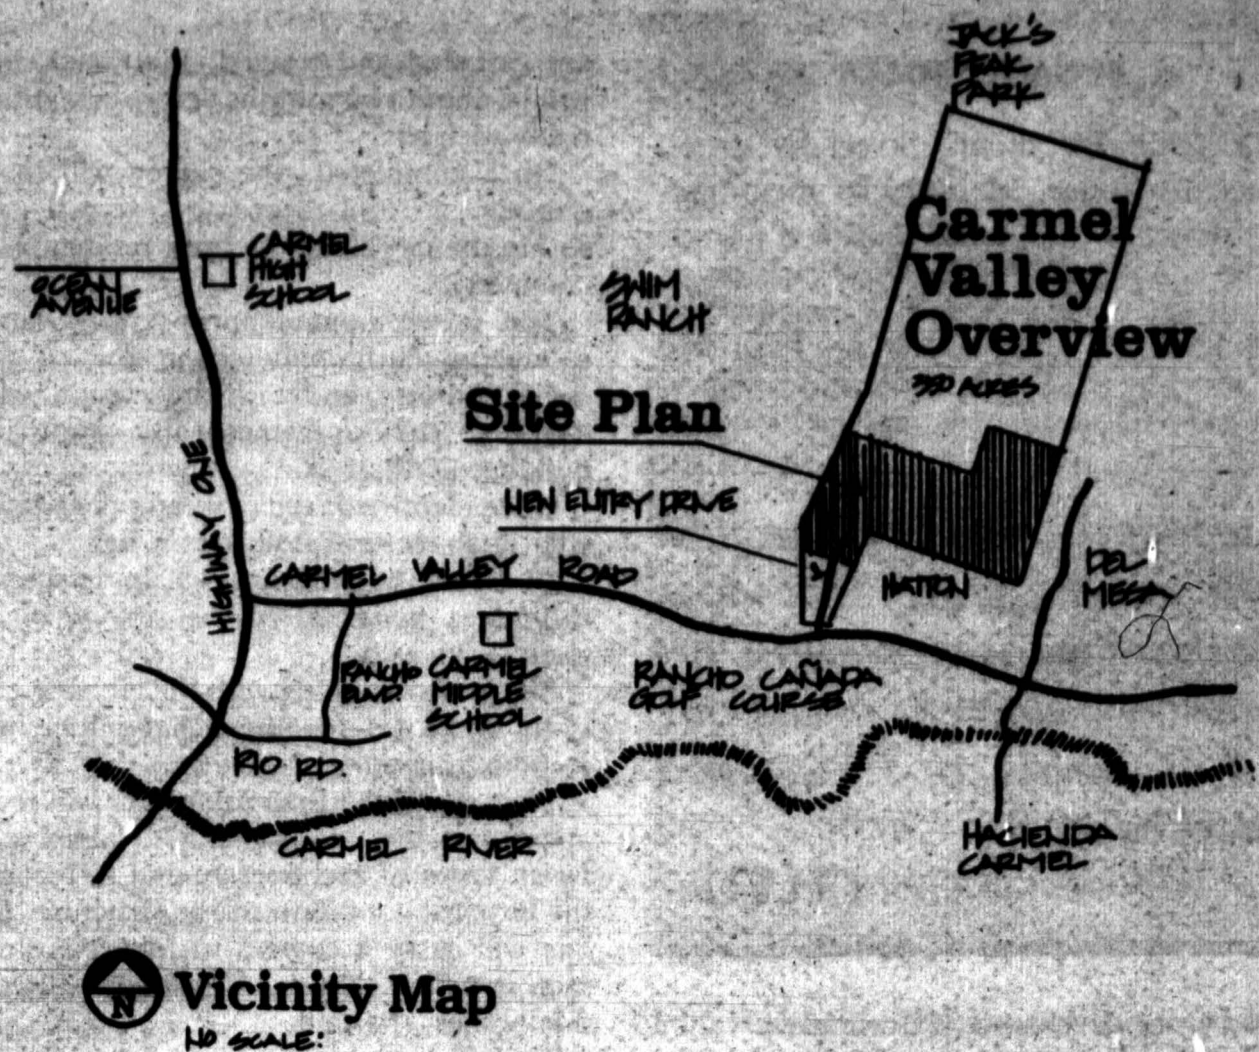 JACK'S
PEAK
PARK
Carmel
Valley
Overview
CARMEL
HIGH
SCHOOL
OCEAN
AVENUE
SWIM
RANCH
ACRES
Site Plan
NEW ENTRY DRIVE
HIGHWAY ONE
CARMEL VALLEY ROAD
HATTON
DEL
MESA
RANCHO
BLVD.
CARMEL
MIDDLE
SCHOOL
RANCHO CAÑADA
GOLF COURSE
RIO RD.
CARMEL RIVER
HACIENDA
CARMEL
N
Vicinity Map
NO SCALE: